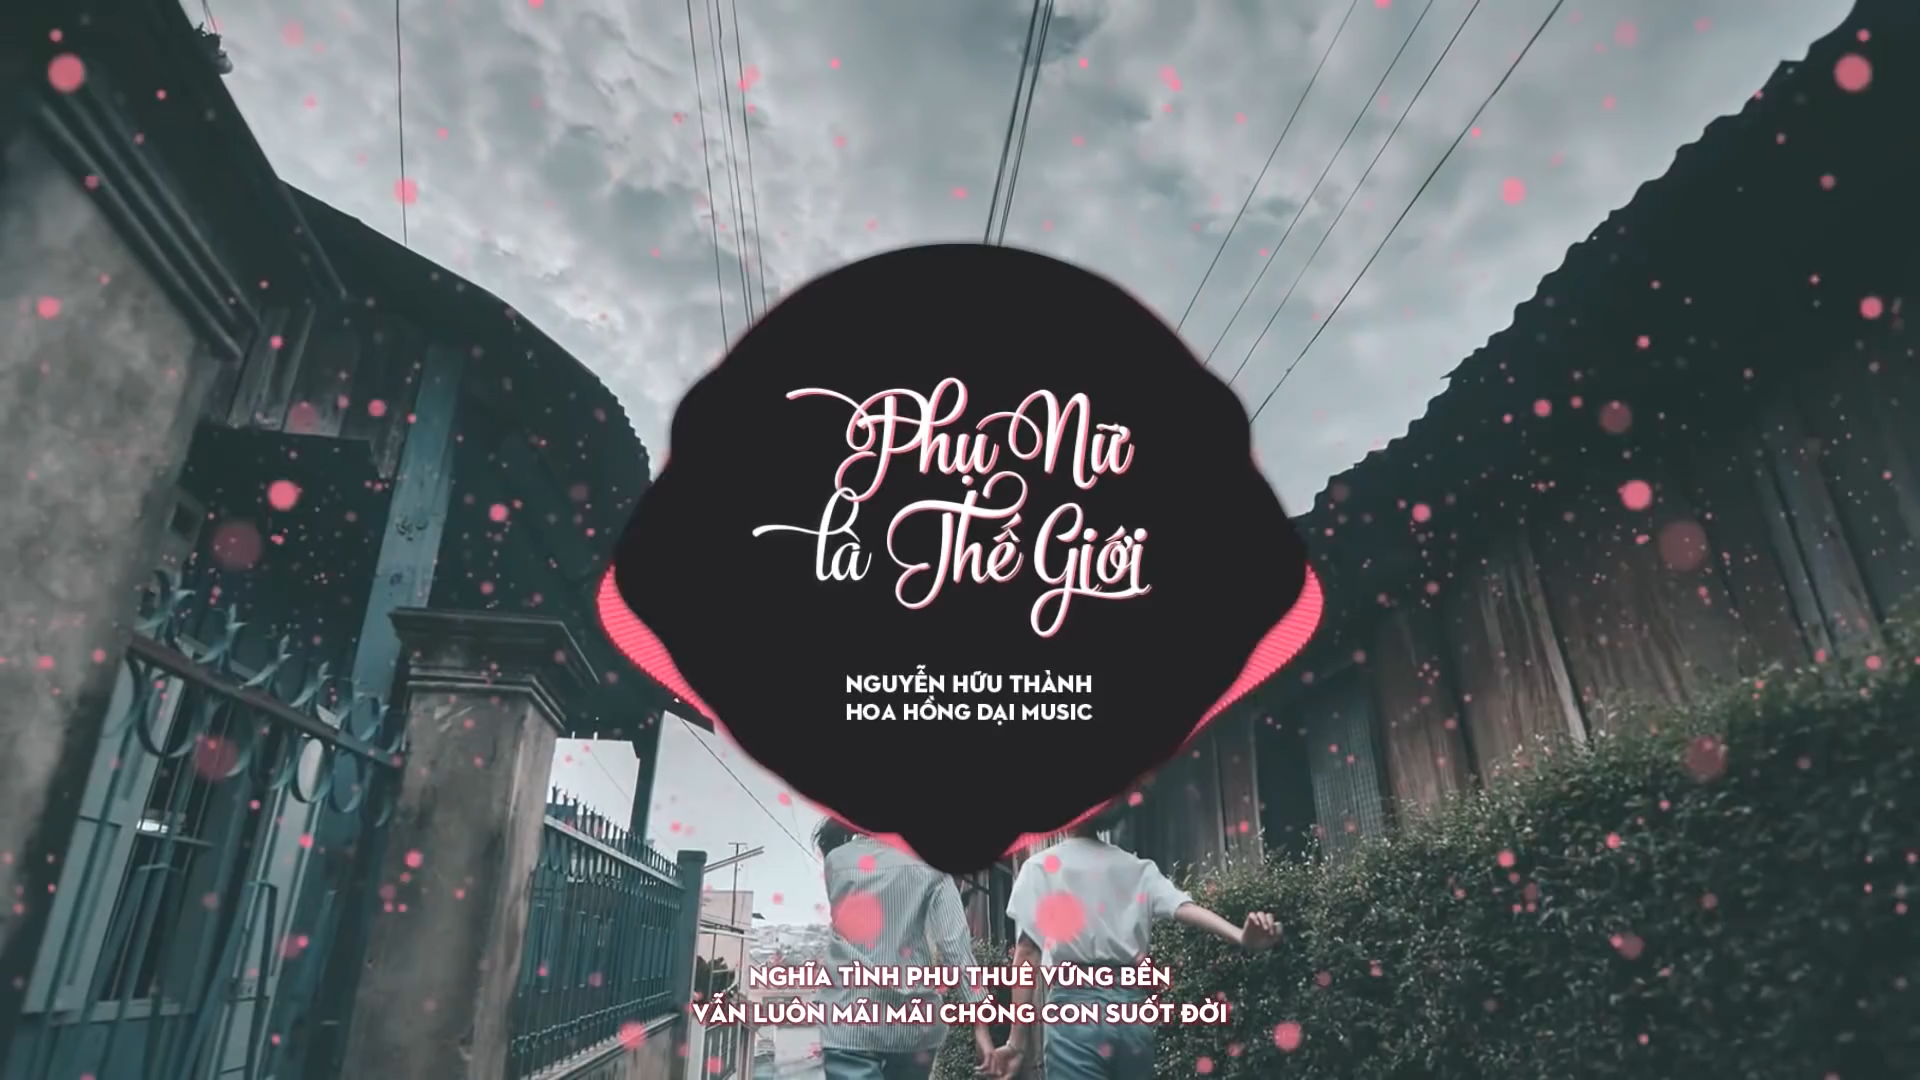 Phụ Nữ
là Thế Giới
NGUYỄN HỮU THÀNH
HOA HỒNG DẠI MUSIC
NGHĨA TÌNH PHU THUÊ VỮNG BỀN
VẪN LUÔN MÃI MÃI CHỒNG CON SUỐT ĐỜI